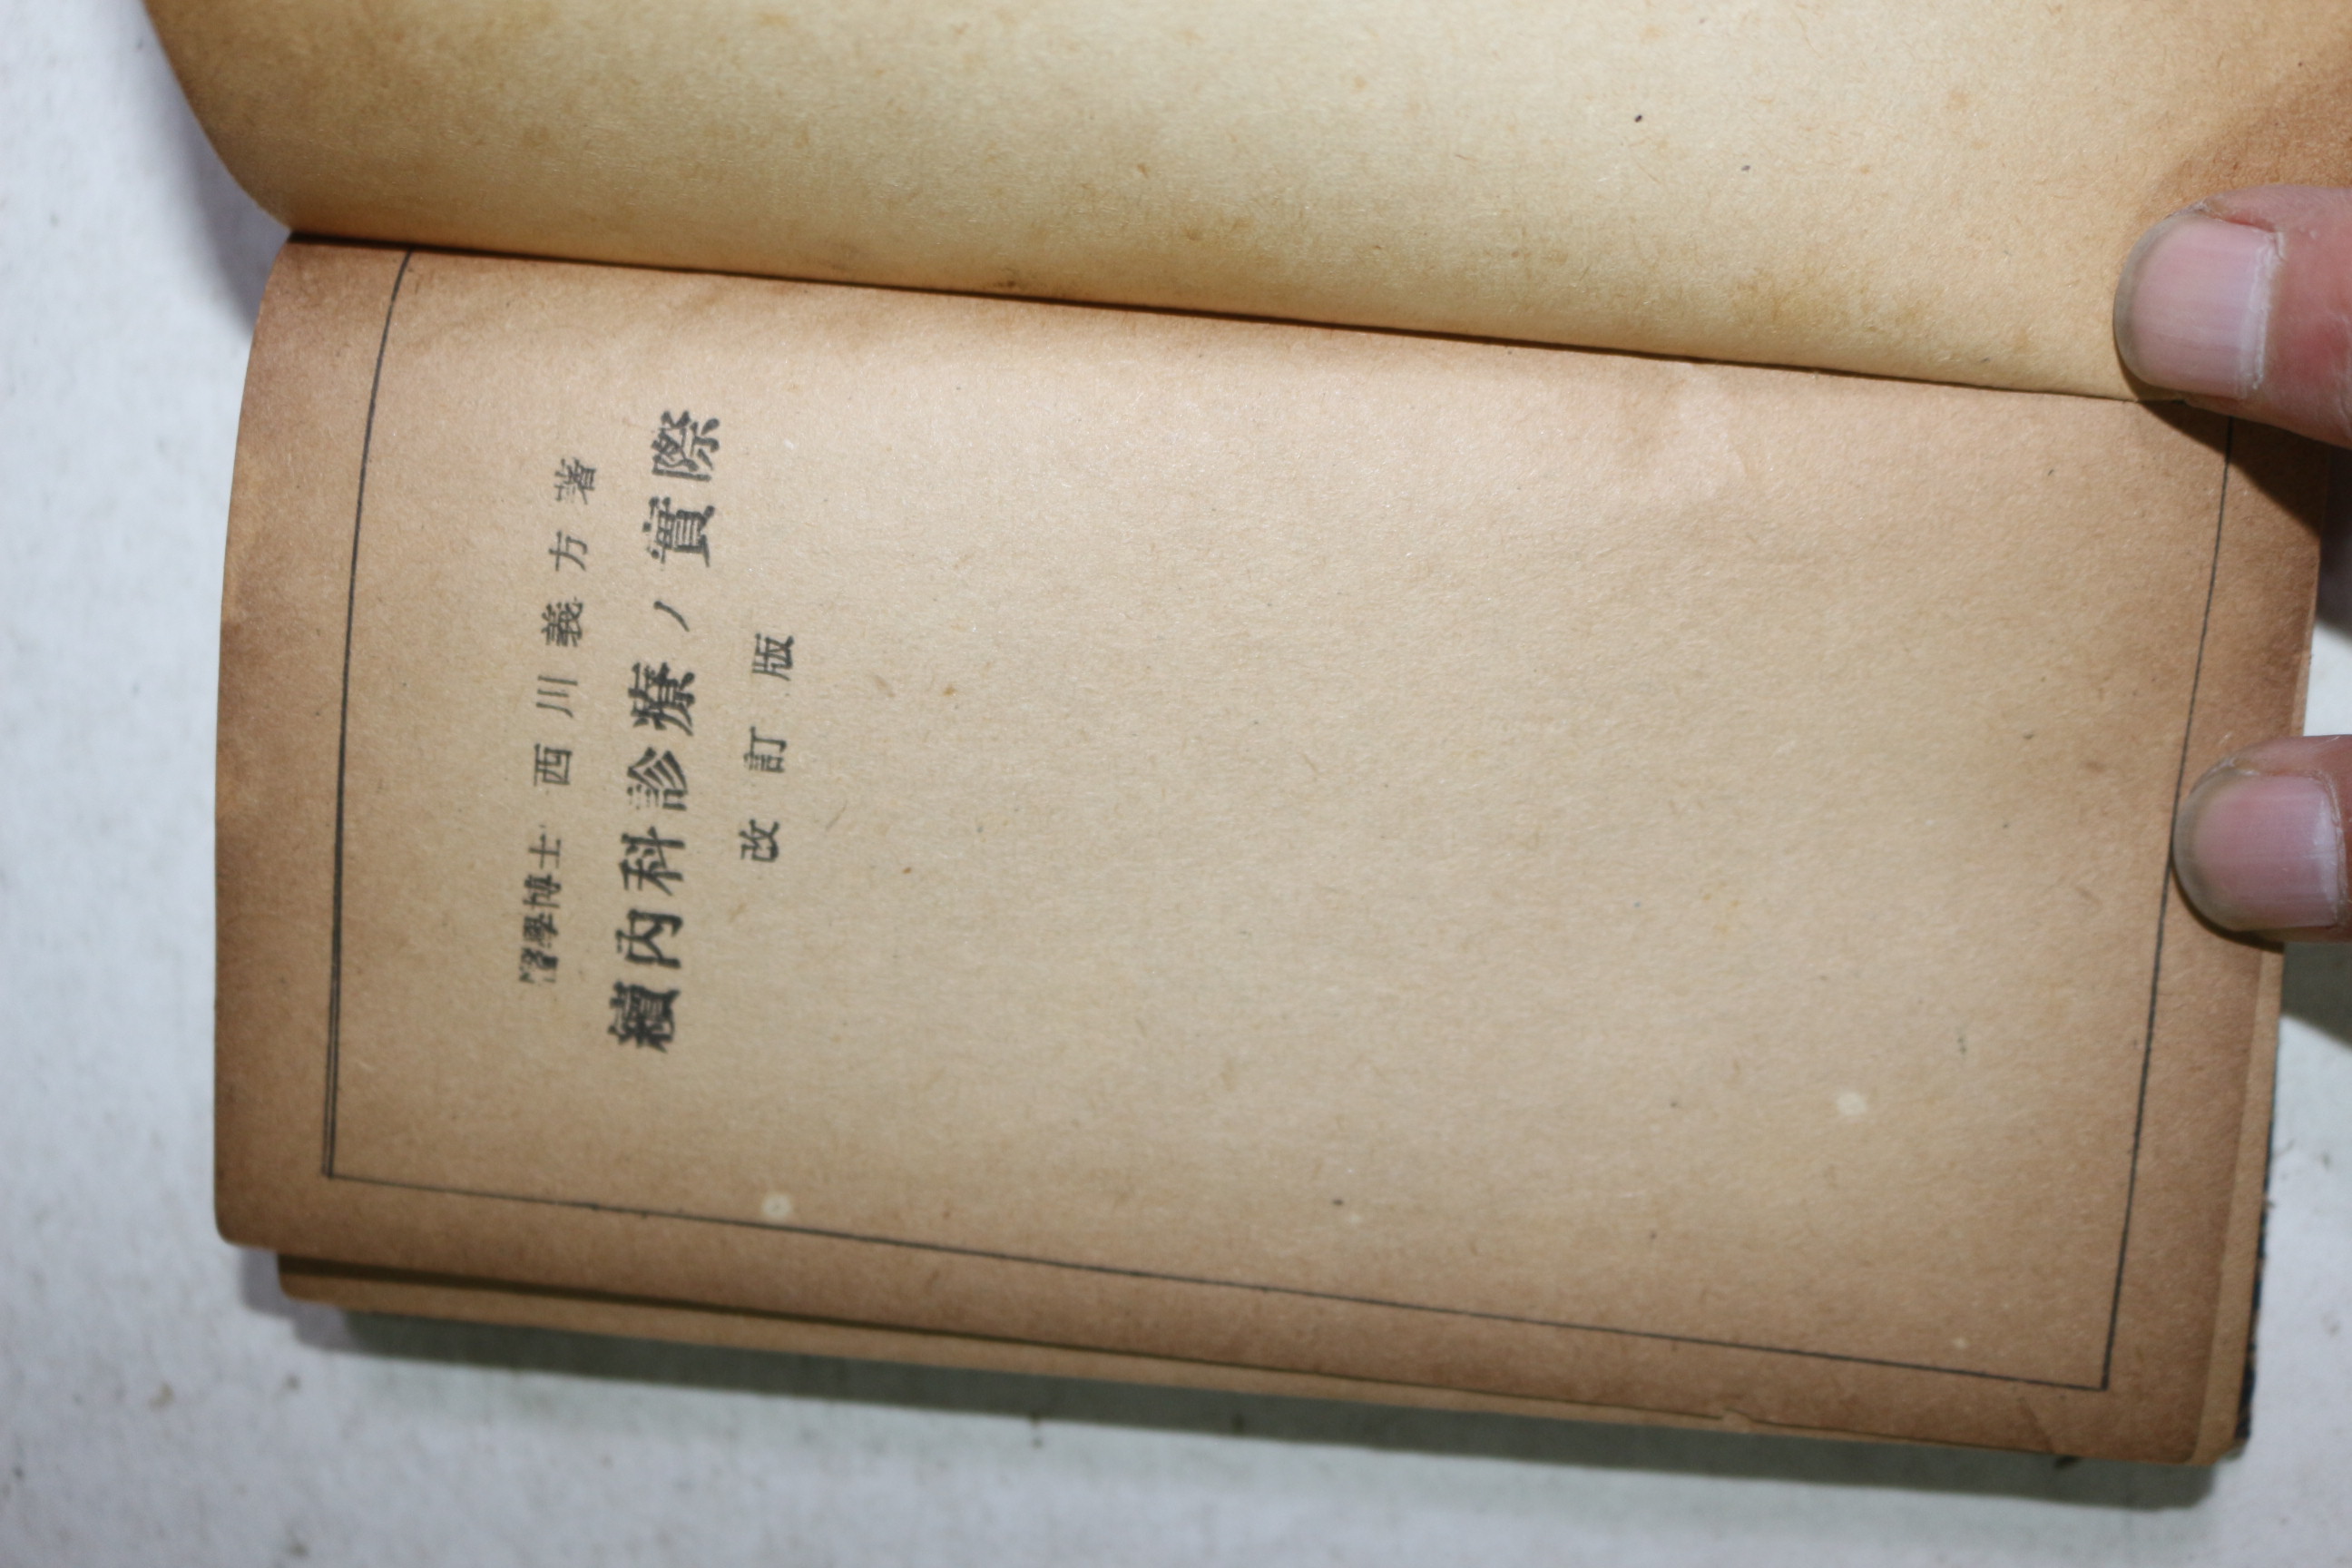 醫學博士 西川義方著
續內科診療ノ實際
改訂版